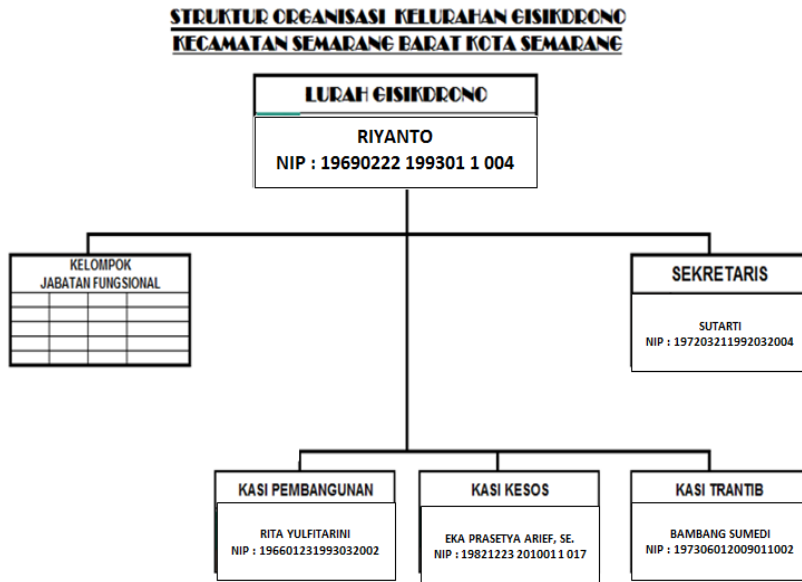 STRUKTUR ORGANISASI KELURAHAN GISIKDRONO
KECAMATAN SEMARANG BARAT KOTA SEMARANG
LURAH GISIKDRONO
RIYANTO
NIP : 19690222 199301 1 004
KELOMPOK
JABATAN FUNGSIONAL
SEKRETARIS
SUTARTI
NIP : 197203211992032004
KASI PEMBANGUNAN
RITA YULFITARINI
NIP : 196601231993032002
KASI KESOS
EKA PRASETYA ARIEF, SE.
NIP : 19821223 2010011 017
KASI TRANTIB
BAMBANG SUMEDI
NIP : 197306012009011002